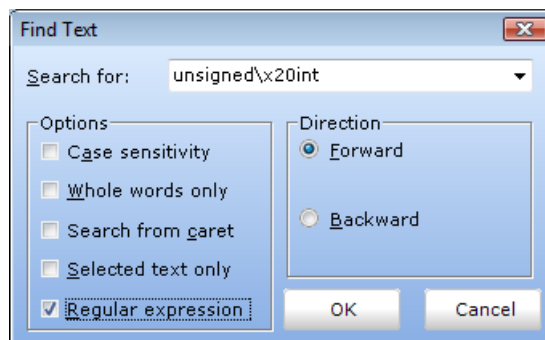 Find Text
Search for: unsigned\x20int
Options
Case sensitivity
Whole words only
Search from caret
Selected text only
Regular expression
Direction
Forward
Backward
OK Cancel